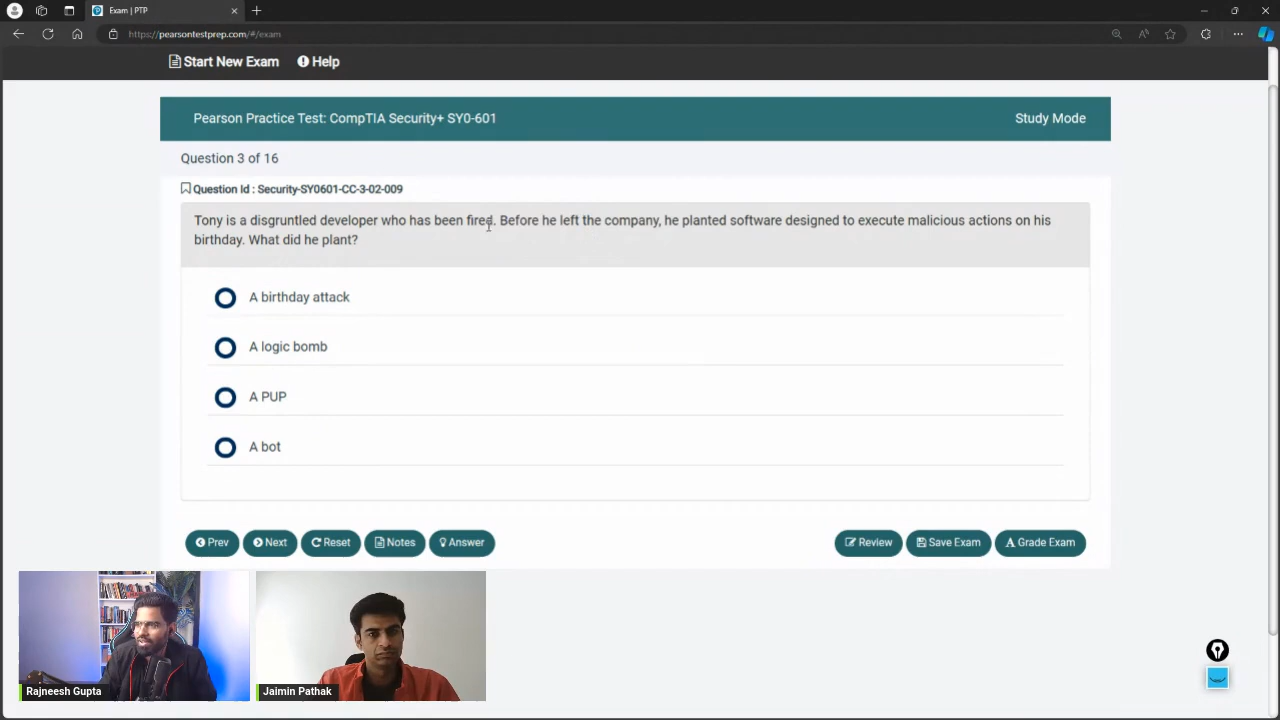 Exam | PTP
https://pearsontestprep.com/#/exam
Start New Exam Help
Pearson Practice Test: CompTIA Security+ SY0-601 Study Mode
Question 3 of 16
Question Id : Security-SY0601-CC-3-02-009
Tony is a disgruntled developer who has been fired. Before he left the company, he planted software designed to execute malicious actions on his
birthday. What did he plant?
A birthday attack
A logic bomb
A PUP
A bot
Prev Next Reset Notes Answer Review Save Exam Grade Exam
Rajneesh Gupta Jaimin Pathak